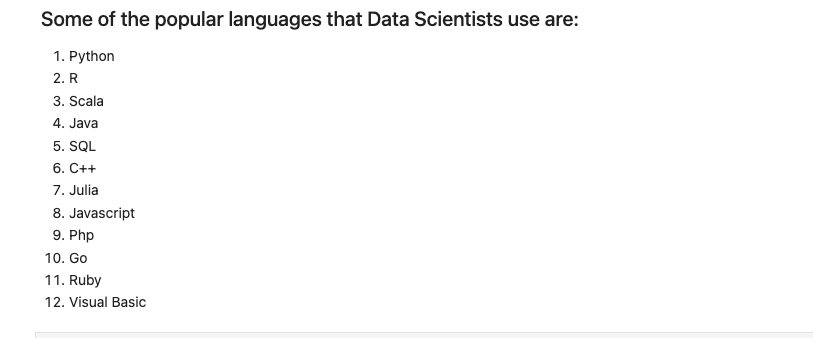 Some of the popular languages that Data Scientists use are:
1. Python
2. R
3. Scala
4. Java
5. SQL
6. C++
7. Julia
8. Javascript
9. Php
10. Go
11. Ruby
12. Visual Basic